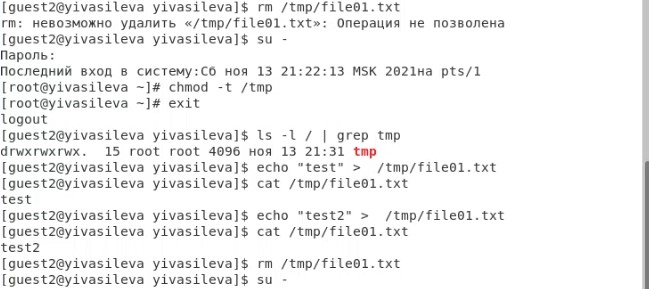 [guest2@yivasileva yivasileva]$ rm /tmp/file01.txt
rm: невозможно удалить «/tmp/file01.txt»: Операция не позволена
[guest2@yivasileva yivasileva]$ su -
Пароль:
Последний вход в систему:Сб ноя 13 21:22:13 MSK 2021на pts/1
[root@yivasileva ~]# chmod -t /tmp
[root@yivasileva ~]# exit
logout
[guest2@yivasileva yivasileva]$ ls -l / | grep tmp
drwxrwxrwx.  15 root root 4096 ноя 13 21:31 tmp
[guest2@yivasileva yivasileva]$ echo "test" >  /tmp/file01.txt
[guest2@yivasileva yivasileva]$ cat /tmp/file01.txt
test
[guest2@yivasileva yivasileva]$ echo "test2" >  /tmp/file01.txt
[guest2@yivasileva yivasileva]$ cat /tmp/file01.txt
test2
[guest2@yivasileva yivasileva]$ rm /tmp/file01.txt
[guest2@yivasileva yivasileva]$ su -